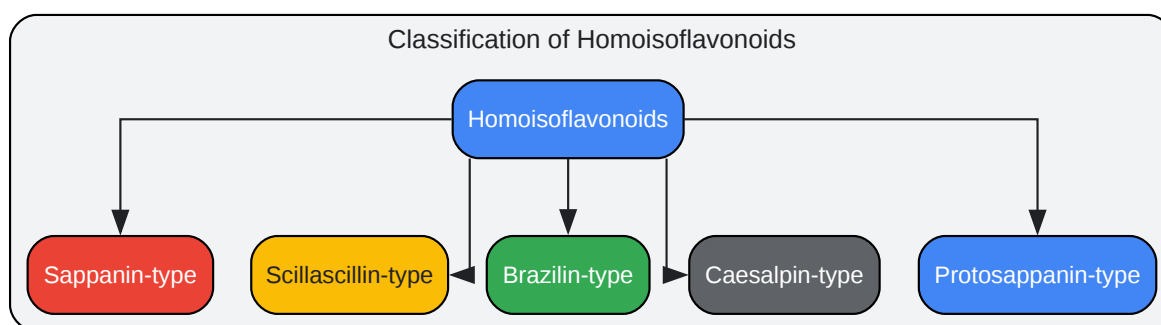 Classification of Homoisoflavonoids
Homoisoflavonoids
Sappanin-type
Scillascillin-type
Brazilin-type
Caesalpin-type
Protosappanin-type